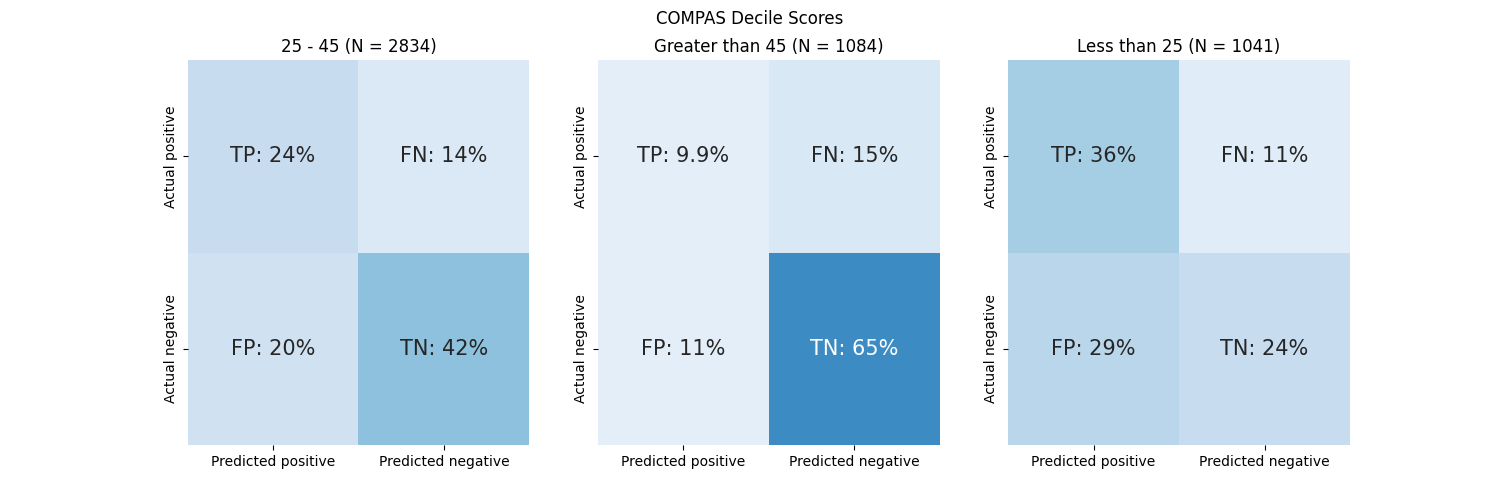 COMPAS Decile Scores
25 - 45 (N = 2834)
Actual positive
Actual negative
TP: 24%
FN: 14%
FP: 20%
TN: 42%
Predicted positive
Predicted negative
Greater than 45 (N = 1084)
Actual positive
Actual negative
TP: 9.9%
FN: 15%
FP: 11%
TN: 65%
Predicted positive
Predicted negative
Less than 25 (N = 1041)
Actual positive
Actual negative
TP: 36%
FN: 11%
FP: 29%
TN: 24%
Predicted positive
Predicted negative